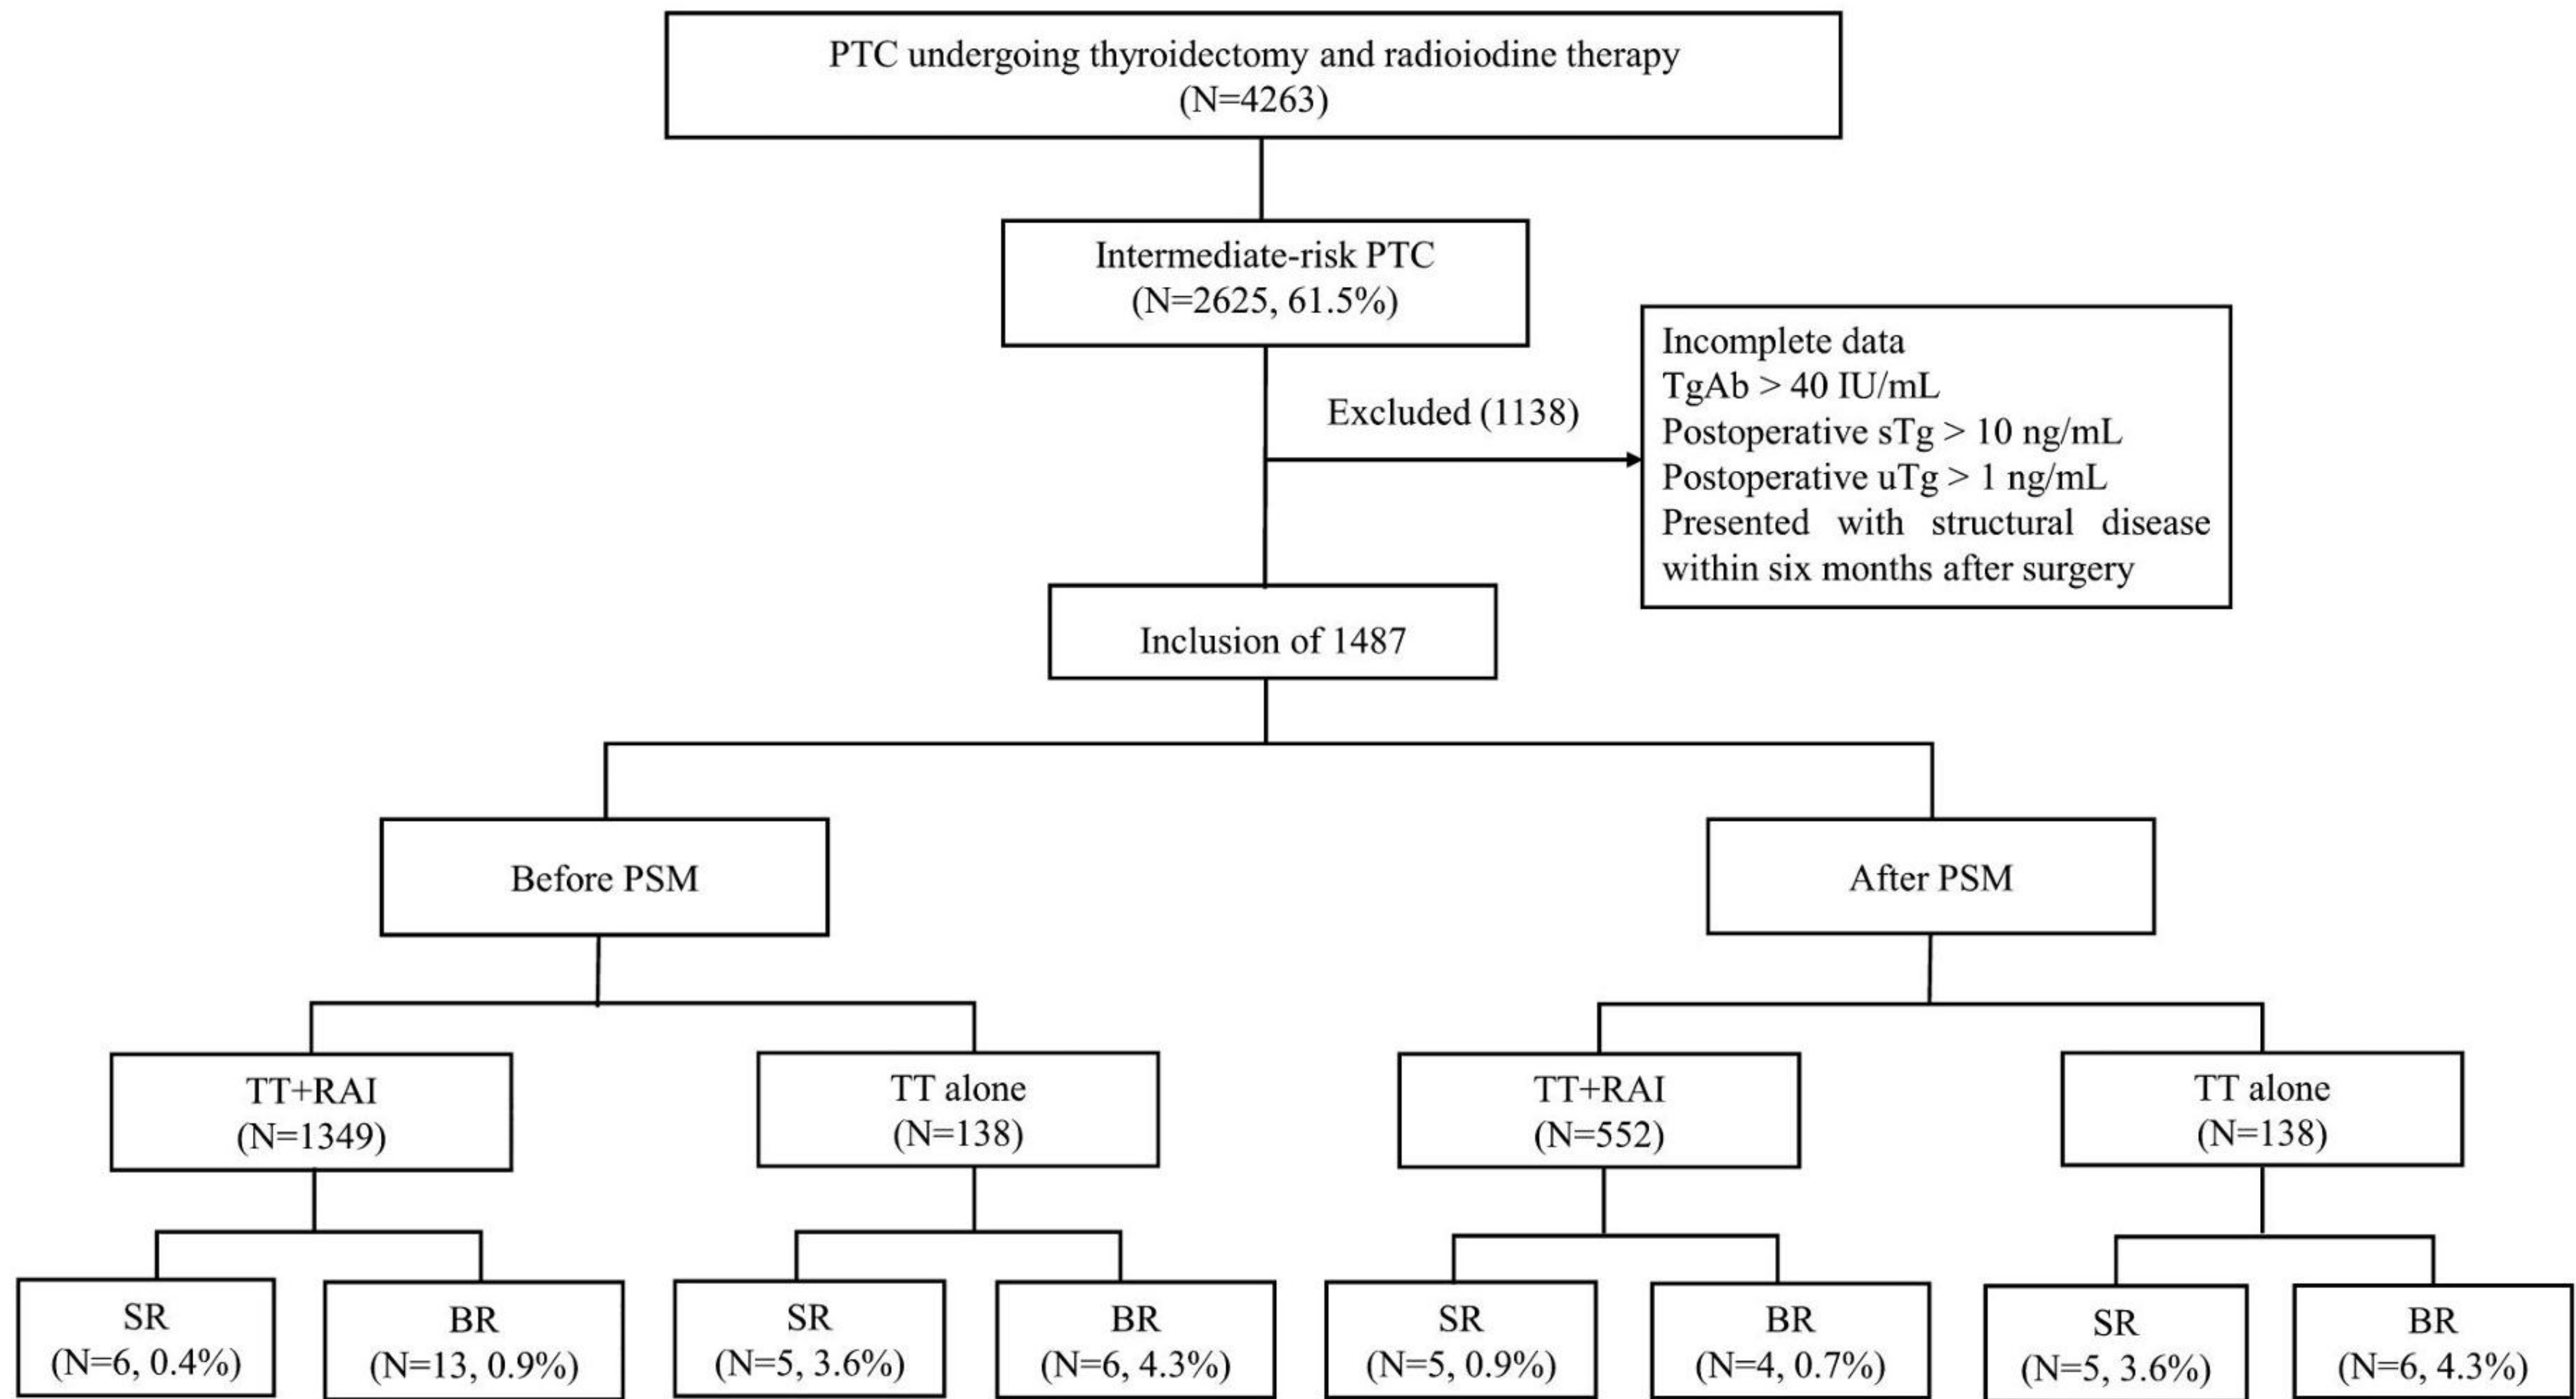 PTC undergoing thyroidectomy and radioiodine therapy
(N=4263)
Intermediate-risk PTC
(N=2625, 61.5%)
Excluded (1138)
Incomplete data
TgAb > 40 IU/mL
Postoperative sTg > 10 ng/mL
Postoperative uTg > 1 ng/mL
Presented with structural disease
within six months after surgery
Inclusion of 1487
Before PSM
After PSM
TT+RAI
(N=1349)
TT alone
(N=138)
TT+RAI
(N=552)
TT alone
(N=138)
SR
(N=6, 0.4%)
BR
(N=13, 0.9%)
SR
(N=5, 3.6%)
BR
(N=6, 4.3%)
SR
(N=5, 0.9%)
BR
(N=4, 0.7%)
SR
(N=5, 3.6%)
BR
(N=6, 4.3%)